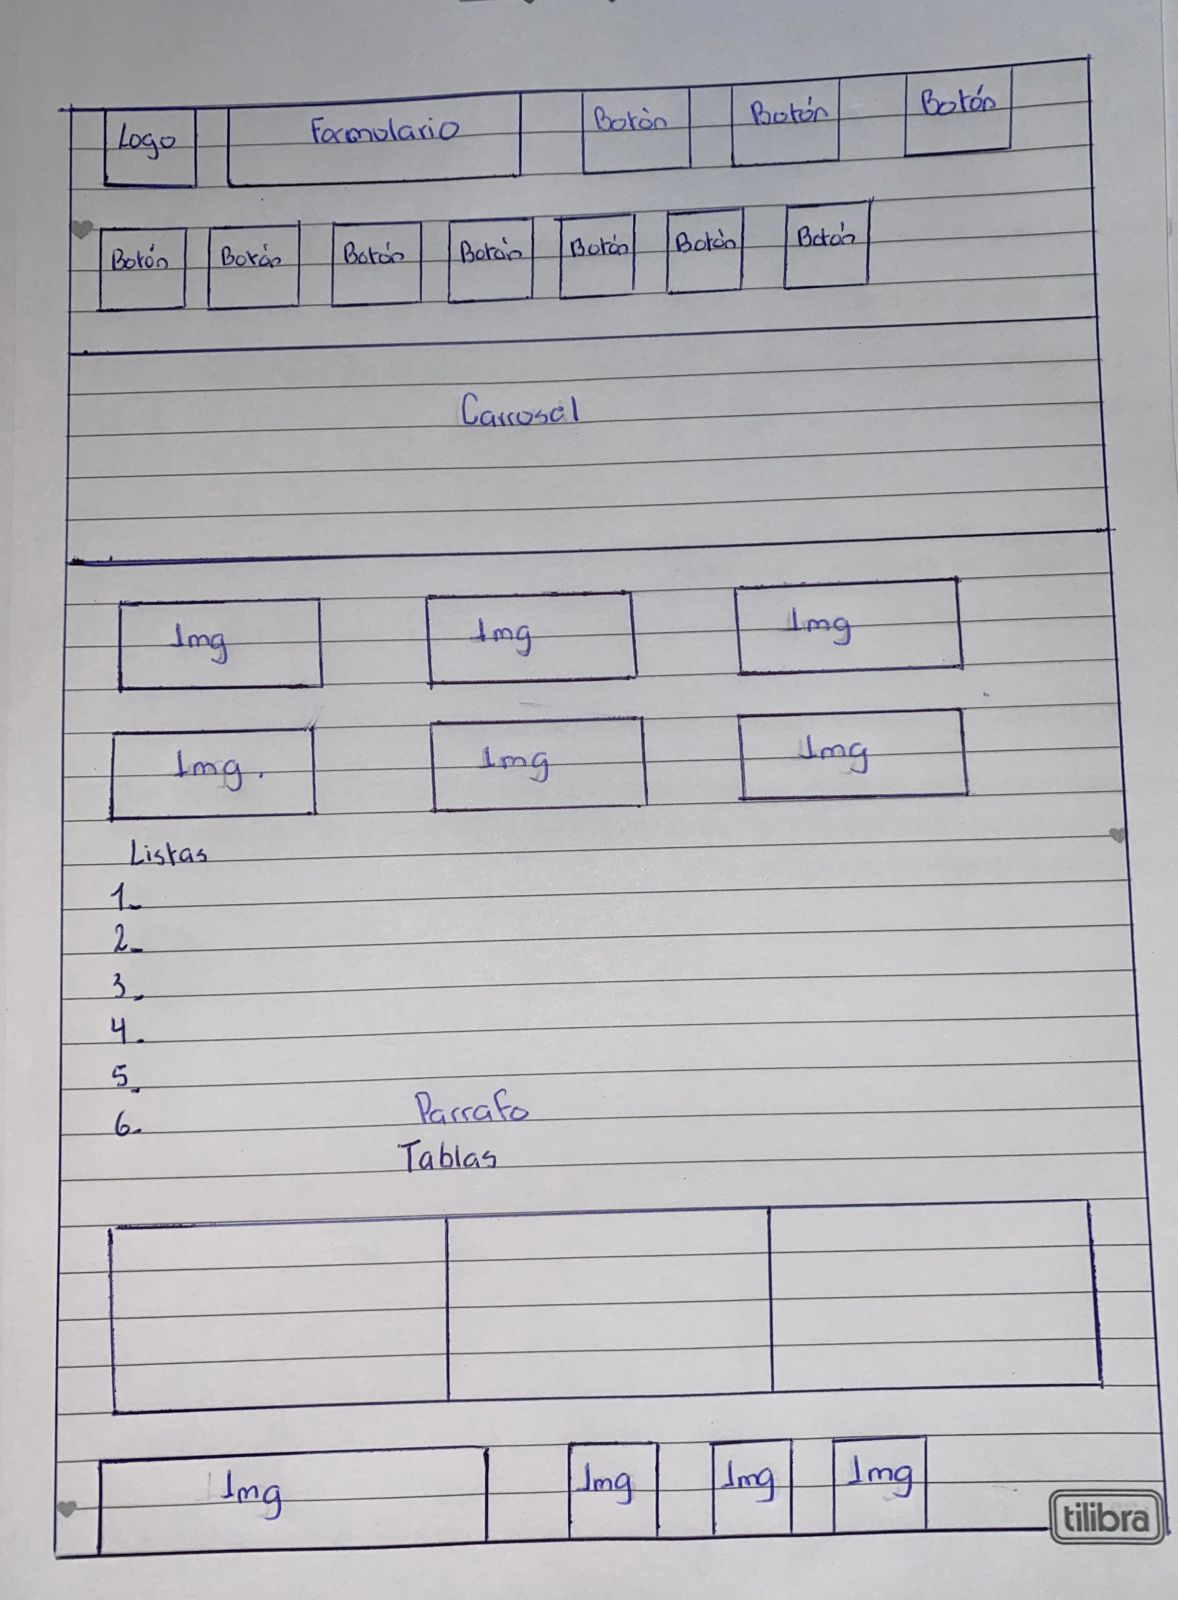 Logo Formulario Botón Botón Botón
Botón Botón Botón Botón Botón Botón Botón
Carrosel
Img Img Img
Img. Img Img
Listas
1.
2.
3.
4.
5.
6.
Parrafo
Tablas
Img Img Img Img
tilibra